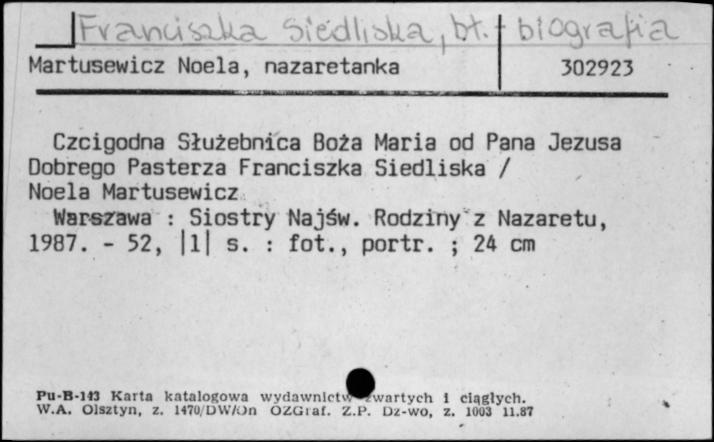 Franciszka Siedliska, bł. - biografia
Martusewicz Noela, nazaretanka 302923
Czcigodna Służebnica Boża Maria od Pana Jezusa
Dobrego Pasterza Franciszka Siedliska /
Noela Martusewicz
Warszawa : Siostry Najśw. Rodziny z Nazaretu,
1987. - 52, |1| s. : fot., portr. ; 24 cm
Pu-B-143 Karta katalogowa wydawnictw zwartych i ciągłych.
W.A. Olsztyn, z. 1470/DW/On OZGraf. Z.P. Dz-wo, z. 1003 11.87